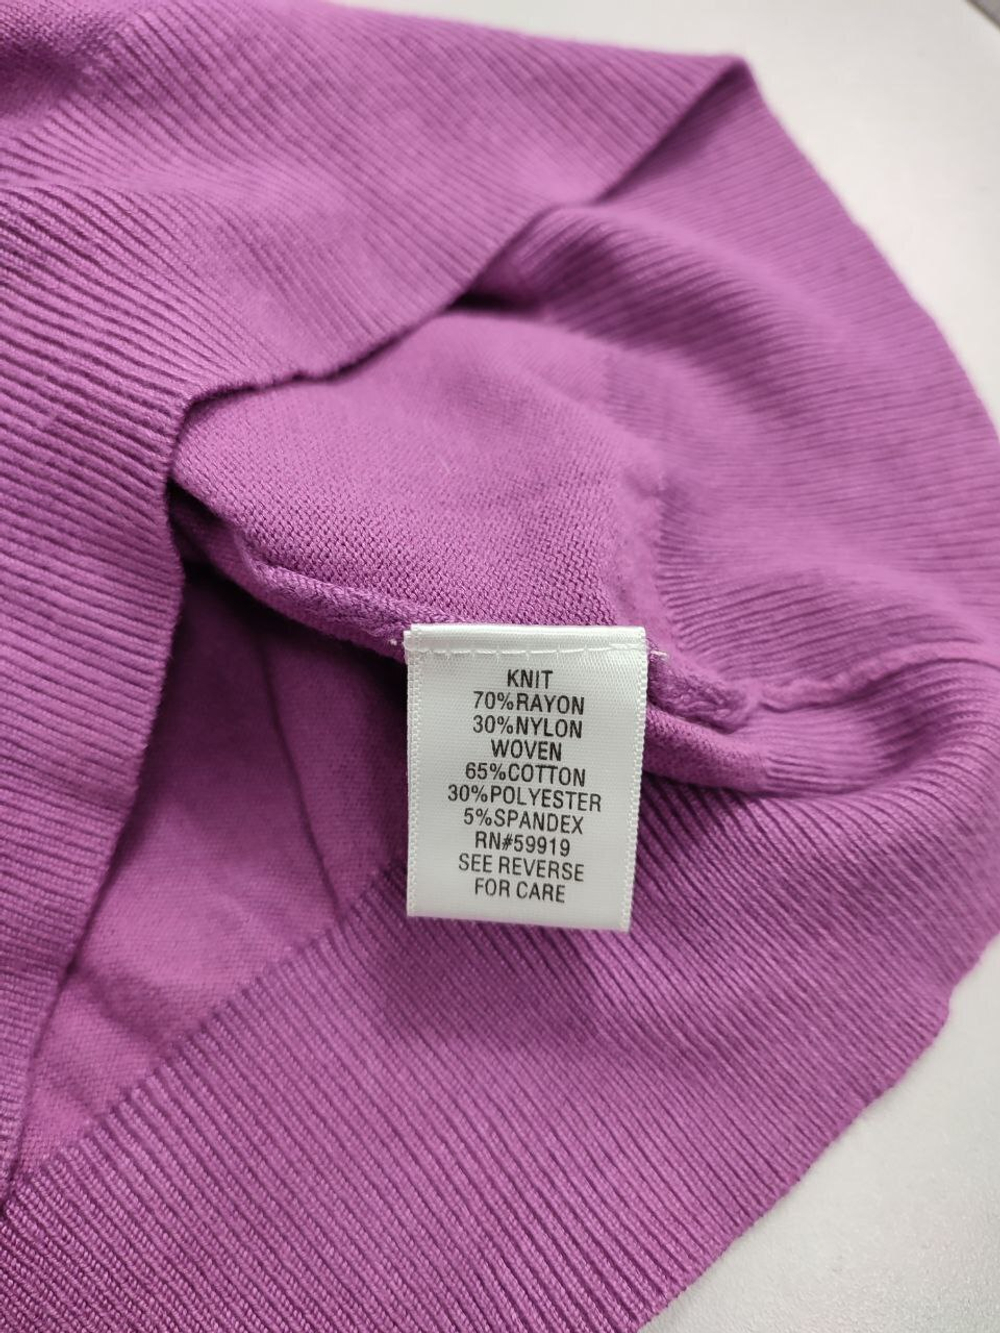 KNIT
70%RAYON
30%NYLON
WOVEN
65%COTTON
30%POLYESTER
5%SPANDEX
RN#59919
SEE REVERSE
FOR CARE